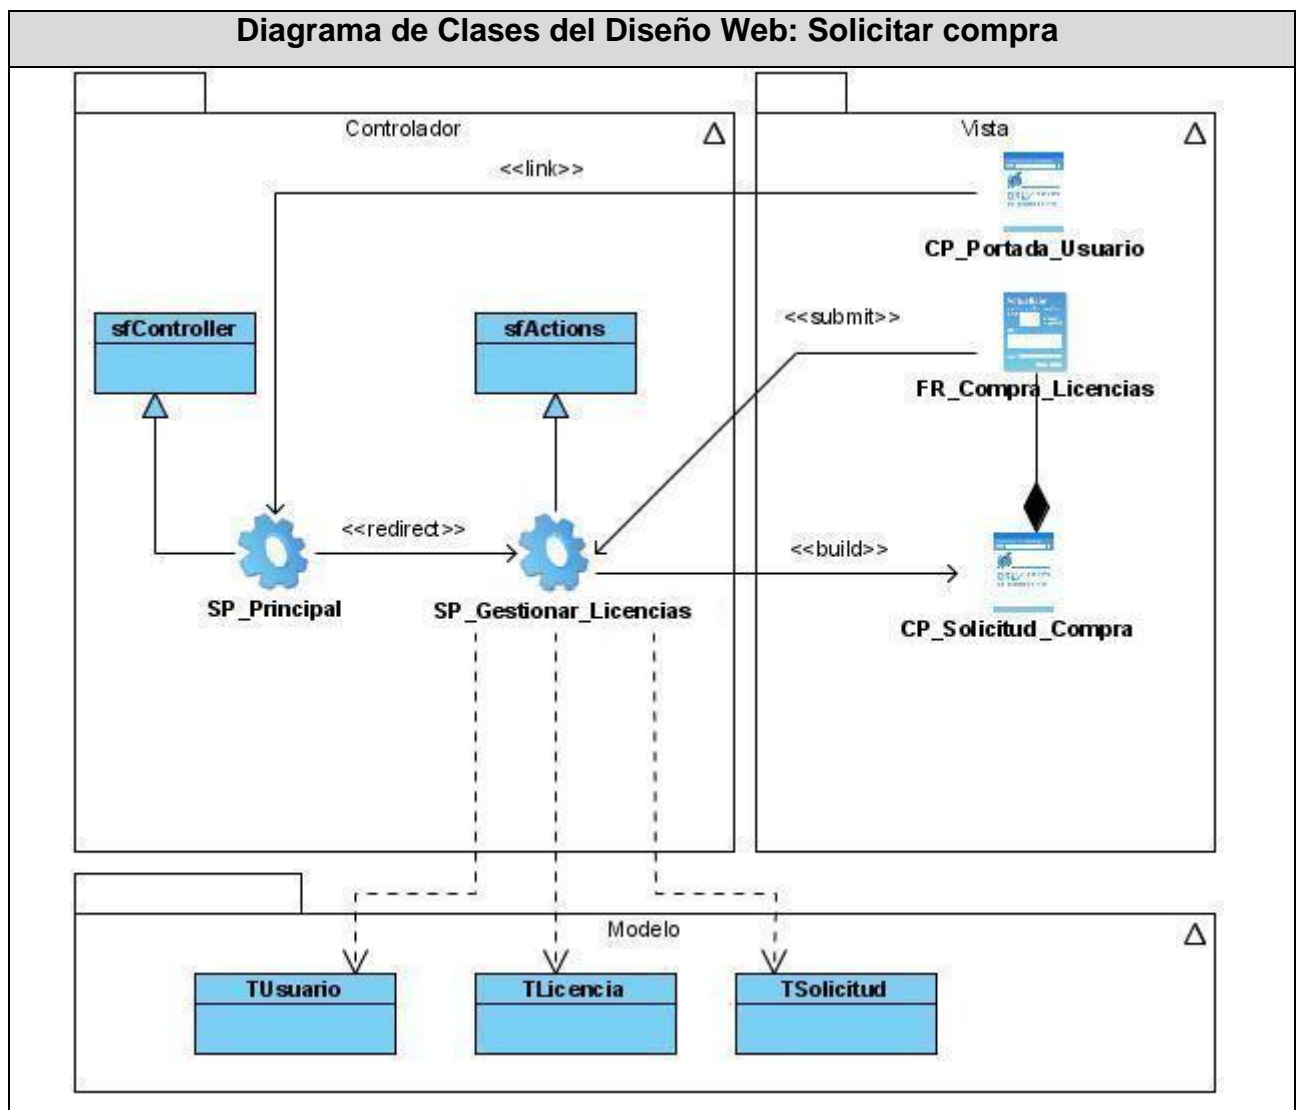 Diagrama de Clases del Diseño Web: Solicitar compra
Controlador
Vista
<<link>>
CP_Portada_Usuario
sfController
sfActions
<<submit>>
FR_Compra_Licencias
<<redirect>>
<<build>>
SP_Principal
SP_Gestionar_Licencias
CP_Solicitud_Compra
Modelo
TUsuario
TLicencia
TSolicitud